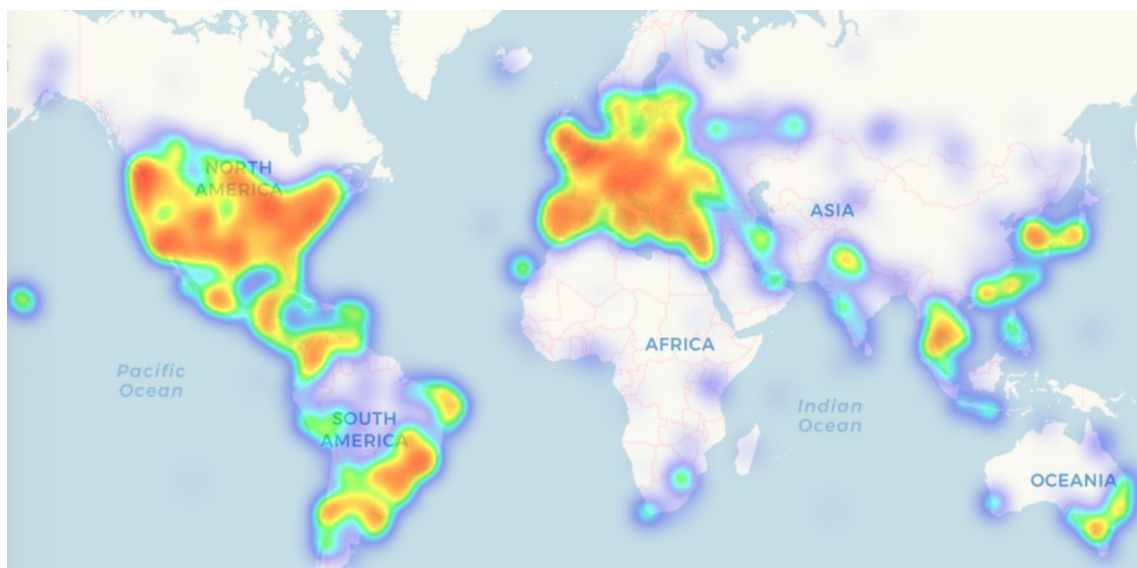 NORTH
AMERICA
ASIA
AFRICA
Pacific
Ocean
Indian
Ocean
SOUTH
AMERICA
OCEANIA